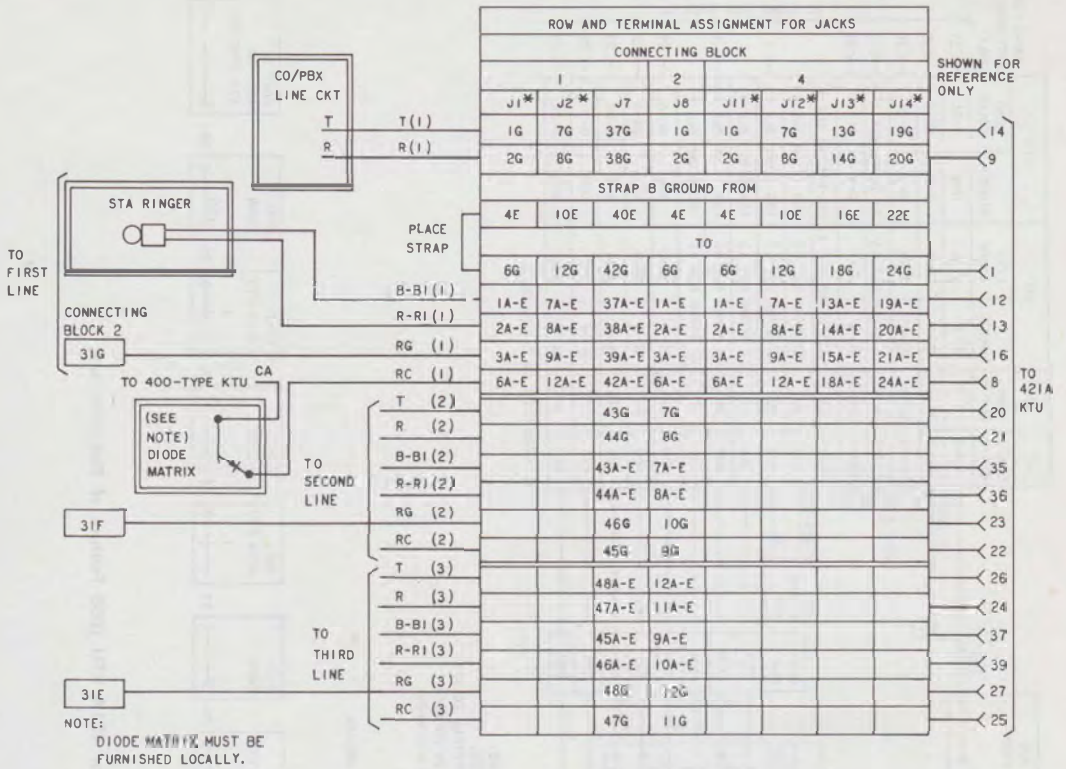 ROW AND TERMINAL ASSIGNMENT FOR JACKS
CONNECTING BLOCK
1 2 4
SHOWN FOR
REFERENCE
ONLY
J1* J2* J7 J8 J11* J12* J13* J14*
CO/PBX
LINE CKT
T T(1) 1G 7G 37G 1G 1G 7G 13G 19G 14
R R(1) 2G 8G 38G 2G 2G 8G 14G 20G 9
STRAP B GROUND FROM
STA RINGER
PLACE
STRAP
4E 10E 40E 4E 4E 10E 16E 22E
TO
6G 12G 42G 6G 6G 12G 18G 24G 1
TO
FIRST
LINE
B-B1(1) 1A-E 7A-E 37A-E 1A-E 1A-E 7A-E 13A-E 19A-E 12
R-R1(1) 2A-E 8A-E 38A-E 2A-E 2A-E 8A-E 14A-E 20A-E 13
CONNECTING
BLOCK 2
31G RG (1) 3A-E 9A-E 39A-E 3A-E 3A-E 9A-E 15A-E 21A-E 16
TO 400-TYPE KTU CA
RC (1) 6A-E 12A-E 42A-E 6A-E 6A-E 12A-E 18A-E 24A-E 8
TO
421A
KTU
(SEE
NOTE)
DIODE
MATRIX
TO
SECOND
LINE
T (2) 43G 7G 20
R (2) 44G 8G 21
B-B1(2) 43A-E 7A-E 35
R-R1(2) 44A-E 8A-E 36
31F RG (2) 46G 10G 23
RC (2) 45G 9G 22
TO
THIRD
LINE
T (3) 48A-E 12A-E 26
R (3) 47A-E 11A-E 24
B-B1(3) 45A-E 9A-E 37
R-R1(3) 46A-E 10A-E 39
31E RG (3) 48G 12G 27
RC (3) 47G 11G 25
NOTE:
DIODE MATRIX MUST BE
FURNISHED LOCALLY.